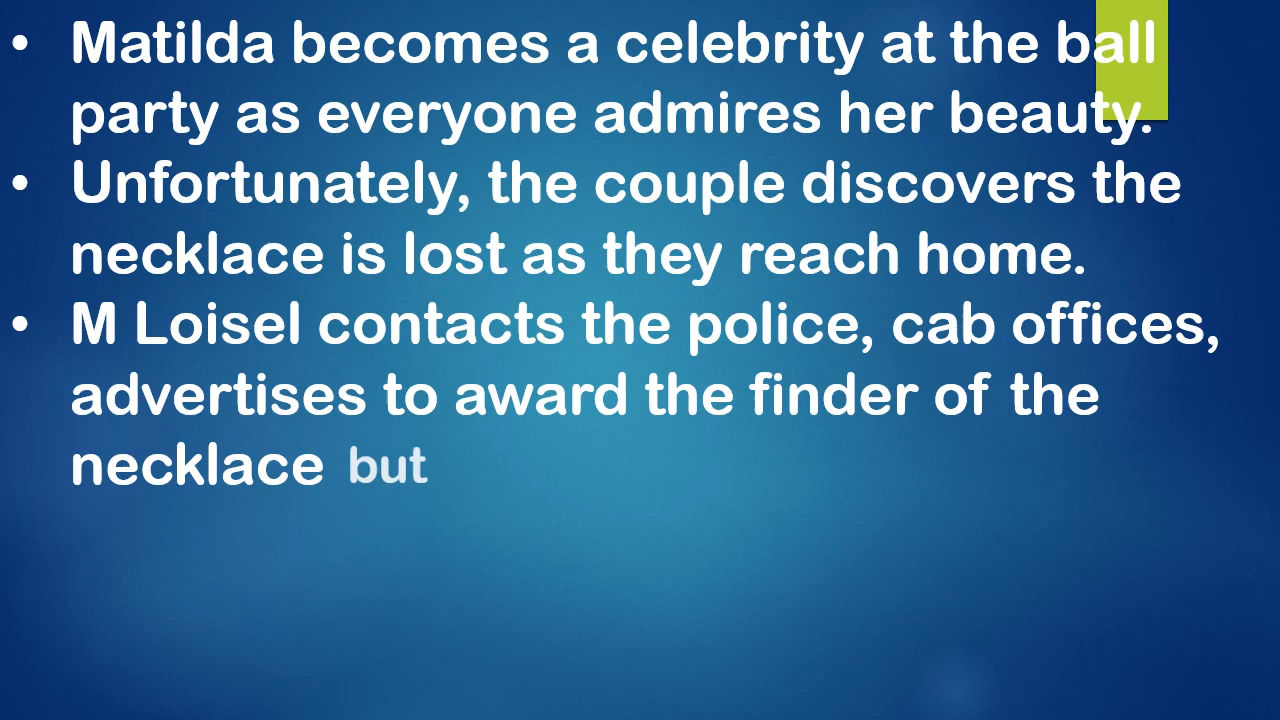 • Matilda becomes a celebrity at the ball
party as everyone admires her beauty.
• Unfortunately, the couple discovers the
necklace is lost as they reach home.
• M Loisel contacts the police, cab offices,
advertises to award the finder of the
necklace but